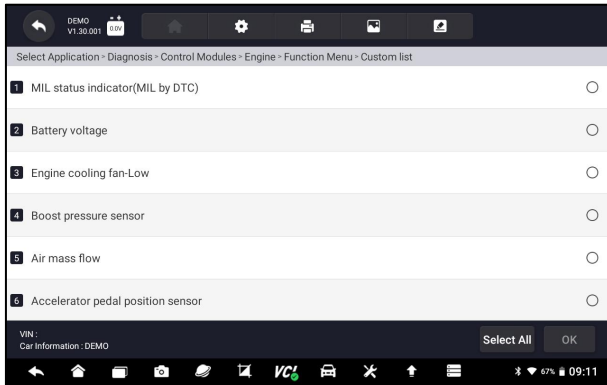 DEMO
V1.30.001
0.0V
Select Application > Diagnosis > Control Modules > Engine > Function Menu > Custom list
1 MIL status indicator(MIL by DTC)
2 Battery voltage
3 Engine cooling fan-Low
4 Boost pressure sensor
5 Air mass flow
6 Accelerator pedal position sensor
VIN :
Car Information : DEMO
Select All
OK
VCI
67% 09:11